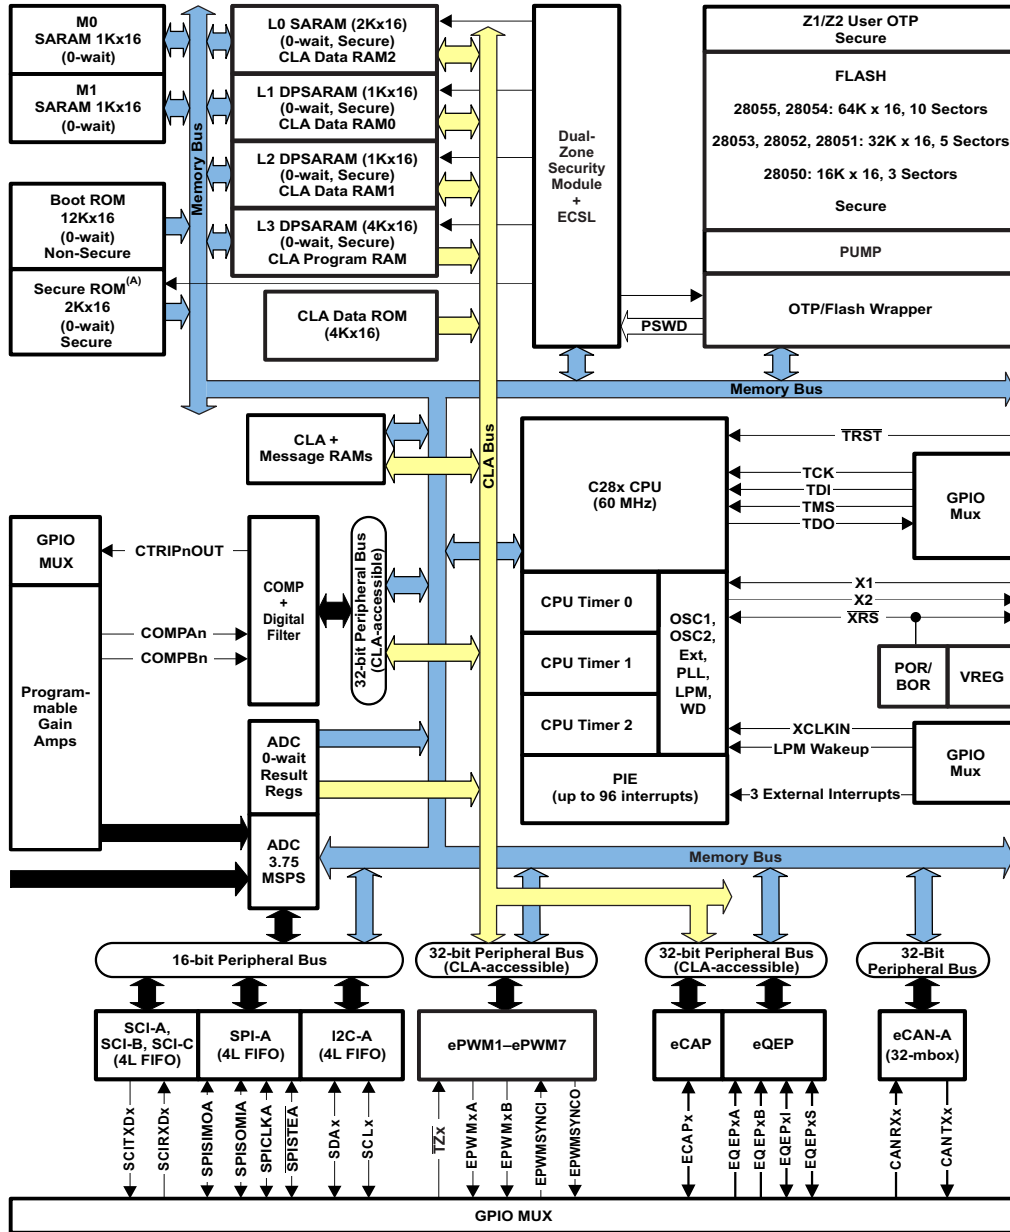 M0
SARAM 1Kx16
(0-wait)
M1
SARAM 1Kx16
(0-wait)
Boot ROM
12Kx16
(0-wait)
Non-Secure
Secure ROM(A)
2Kx16
(0-wait)
Secure
Memory Bus
L0 SARAM (2Kx16)
(0-wait, Secure)
CLA Data RAM2
L1 DPSARAM (1Kx16)
(0-wait, Secure)
CLA Data RAM0
L2 DPSARAM (1Kx16)
(0-wait, Secure)
CLA Data RAM1
L3 DPSARAM (4Kx16)
(0-wait, Secure)
CLA Program RAM
CLA Data ROM
(4Kx16)
Dual-
Zone
Security
Module
+
ECSL
Z1/Z2 User OTP
Secure
FLASH
28055, 28054: 64K x 16, 10 Sectors
28053, 28052, 28051: 32K x 16, 5 Sectors
28050: 16K x 16, 3 Sectors
Secure
PUMP
OTP/Flash Wrapper
PSWD
Memory Bus
CLA Bus
CLA +
Message RAMs
C28x CPU
(60 MHz)
TRST
TCK
TDI
TMS
TDO
GPIO
Mux
GPIO
MUX
CTRIPnOUT
COMP
+
Digital
Filter
32-bit Peripheral Bus
(CLA-accessible)
COMPAn
COMPBn
Program-
mable
Gain
Amps
CPU Timer 0
CPU Timer 1
CPU Timer 2
OSC1,
OSC2,
Ext,
PLL,
LPM,
WD
X1
X2
XRS
POR/
BOR
VREG
XCLKIN
LPM Wakeup
3 External Interrupts
GPIO
Mux
PIE
(up to 96 interrupts)
ADC
0-wait
Result
Regs
ADC
3.75
MSPS
Memory Bus
16-bit Peripheral Bus
32-bit Peripheral Bus
(CLA-accessible)
32-bit Peripheral Bus
(CLA-accessible)
32-Bit
Peripheral Bus
SCI-A,
SCI-B, SCI-C
(4L FIFO)
SPI-A
(4L FIFO)
I2C-A
(4L FIFO)
ePWM1–ePWM7
eCAP
eQEP
eCAN-A
(32-mbox)
SCITXDx
SCIRXDx
SPISIMOA
SPISOMIA
SPICLKA
SPISTEA
SDAx
SCLx
TZx
EPWMxA
EPWMxB
EPWMSYNCI
EPWMSYNCO
ECAPx
EQEPxA
EQEPxB
EQEPxI
EQEPxS
CANRXx
CANTXx
GPIO MUX